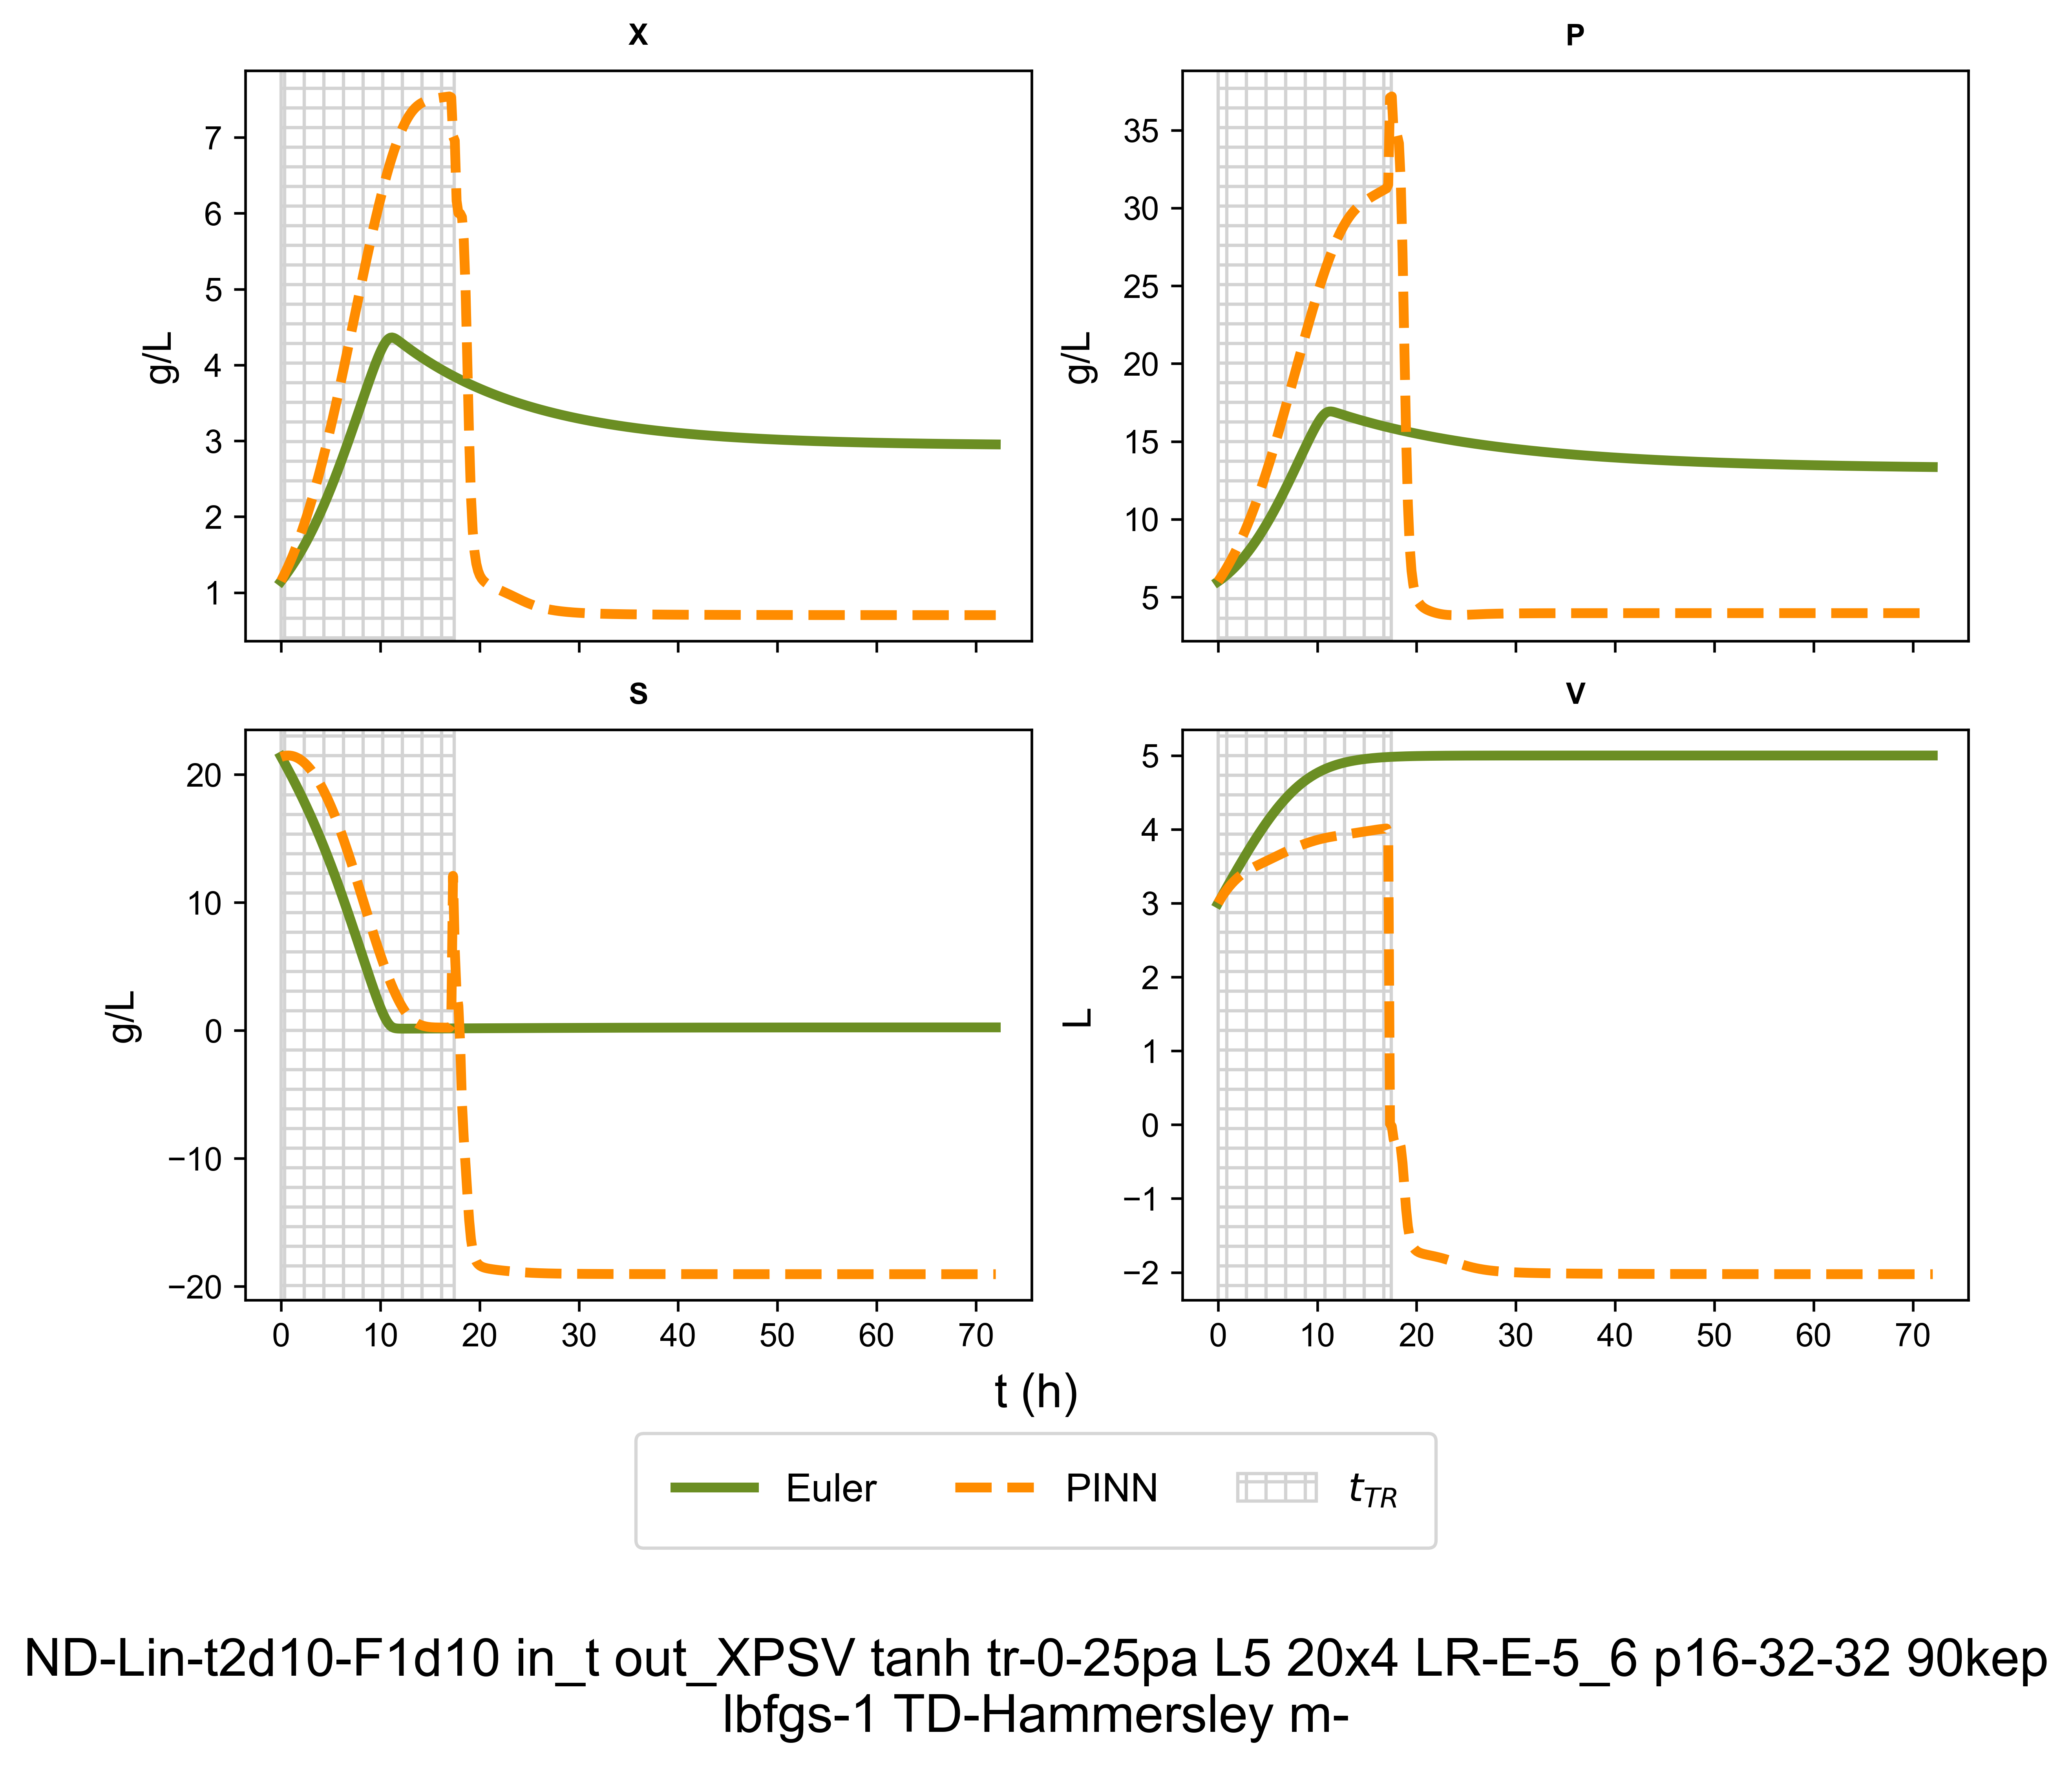 X
P
7
6
5
4
3
2
1
g/L
35
30
25
20
15
10
5
g/L
S
V
20
10
0
−10
−20
g/L
5
4
3
2
1
0
−1
−2
L
0 10 20 30 40 50 60 70
0 10 20 30 40 50 60 70
t (h)
Euler PINN t_TR
ND-Lin-t2d10-F1d10 in_t out_XPSV tanh tr-0-25pa L5 20x4 LR-E-5_6 p16-32-32 90kep
lbfgs-1 TD-Hammersley m-